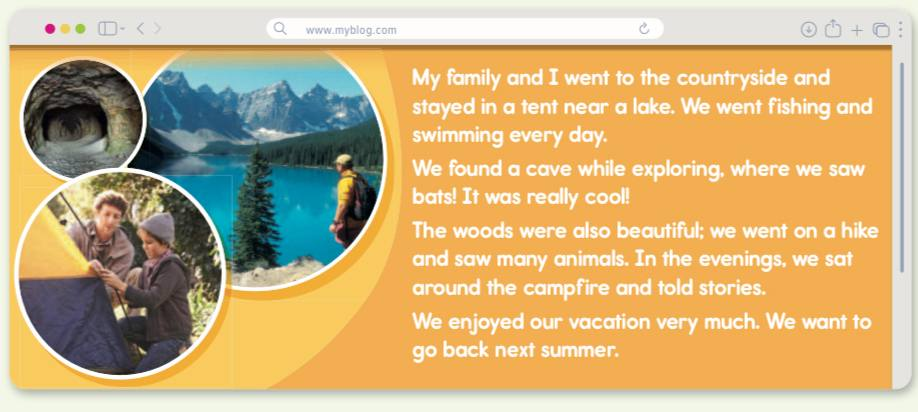 www.myblog.com
My family and I went to the countryside and
stayed in a tent near a lake. We went fishing and
swimming every day.
We found a cave while exploring, where we saw
bats! It was really cool!
The woods were also beautiful; we went on a hike
and saw many animals. In the evenings, we sat
around the campfire and told stories.
We enjoyed our vacation very much. We want to
go back next summer.